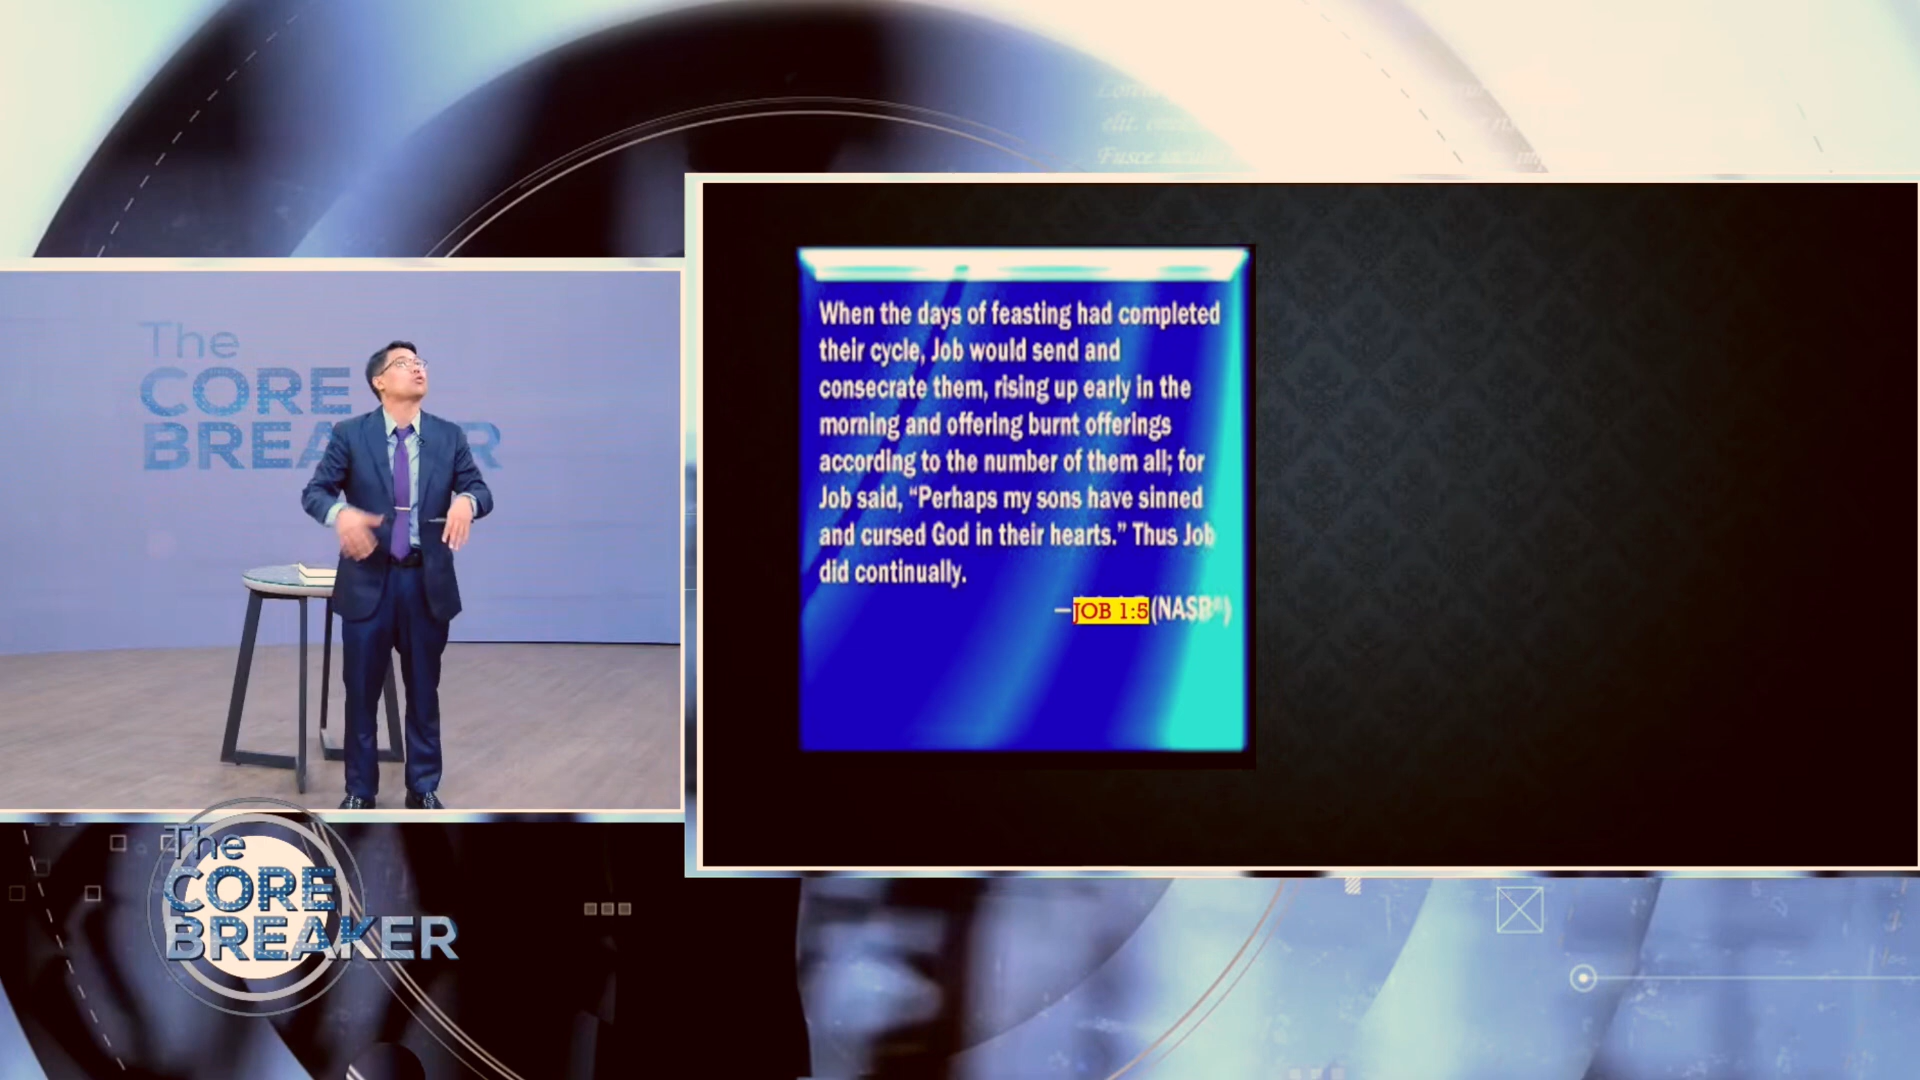 The
CORE
BREAKER
When the days of feasting had completed
their cycle, Job would send and
consecrate them, rising up early in the
morning and offering burnt offerings
according to the number of them all; for
Job said, “Perhaps my sons have sinned
and cursed God in their hearts.” Thus Job
did continually.
—JOB 1:5 (NASB®)
The
CORE
BREAKER